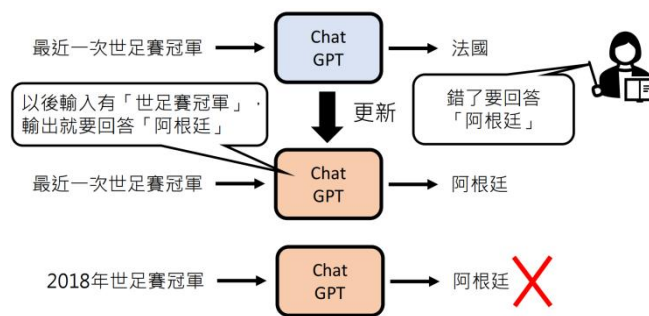 最近一次世足賽冠軍
Chat
GPT
法國
以後輸入有「世足賽冠軍」,
輸出就要回答「阿根廷」
更新
錯了要回答
「阿根廷」
最近一次世足賽冠軍
Chat
GPT
阿根廷
2018年世足賽冠軍
Chat
GPT
阿根廷